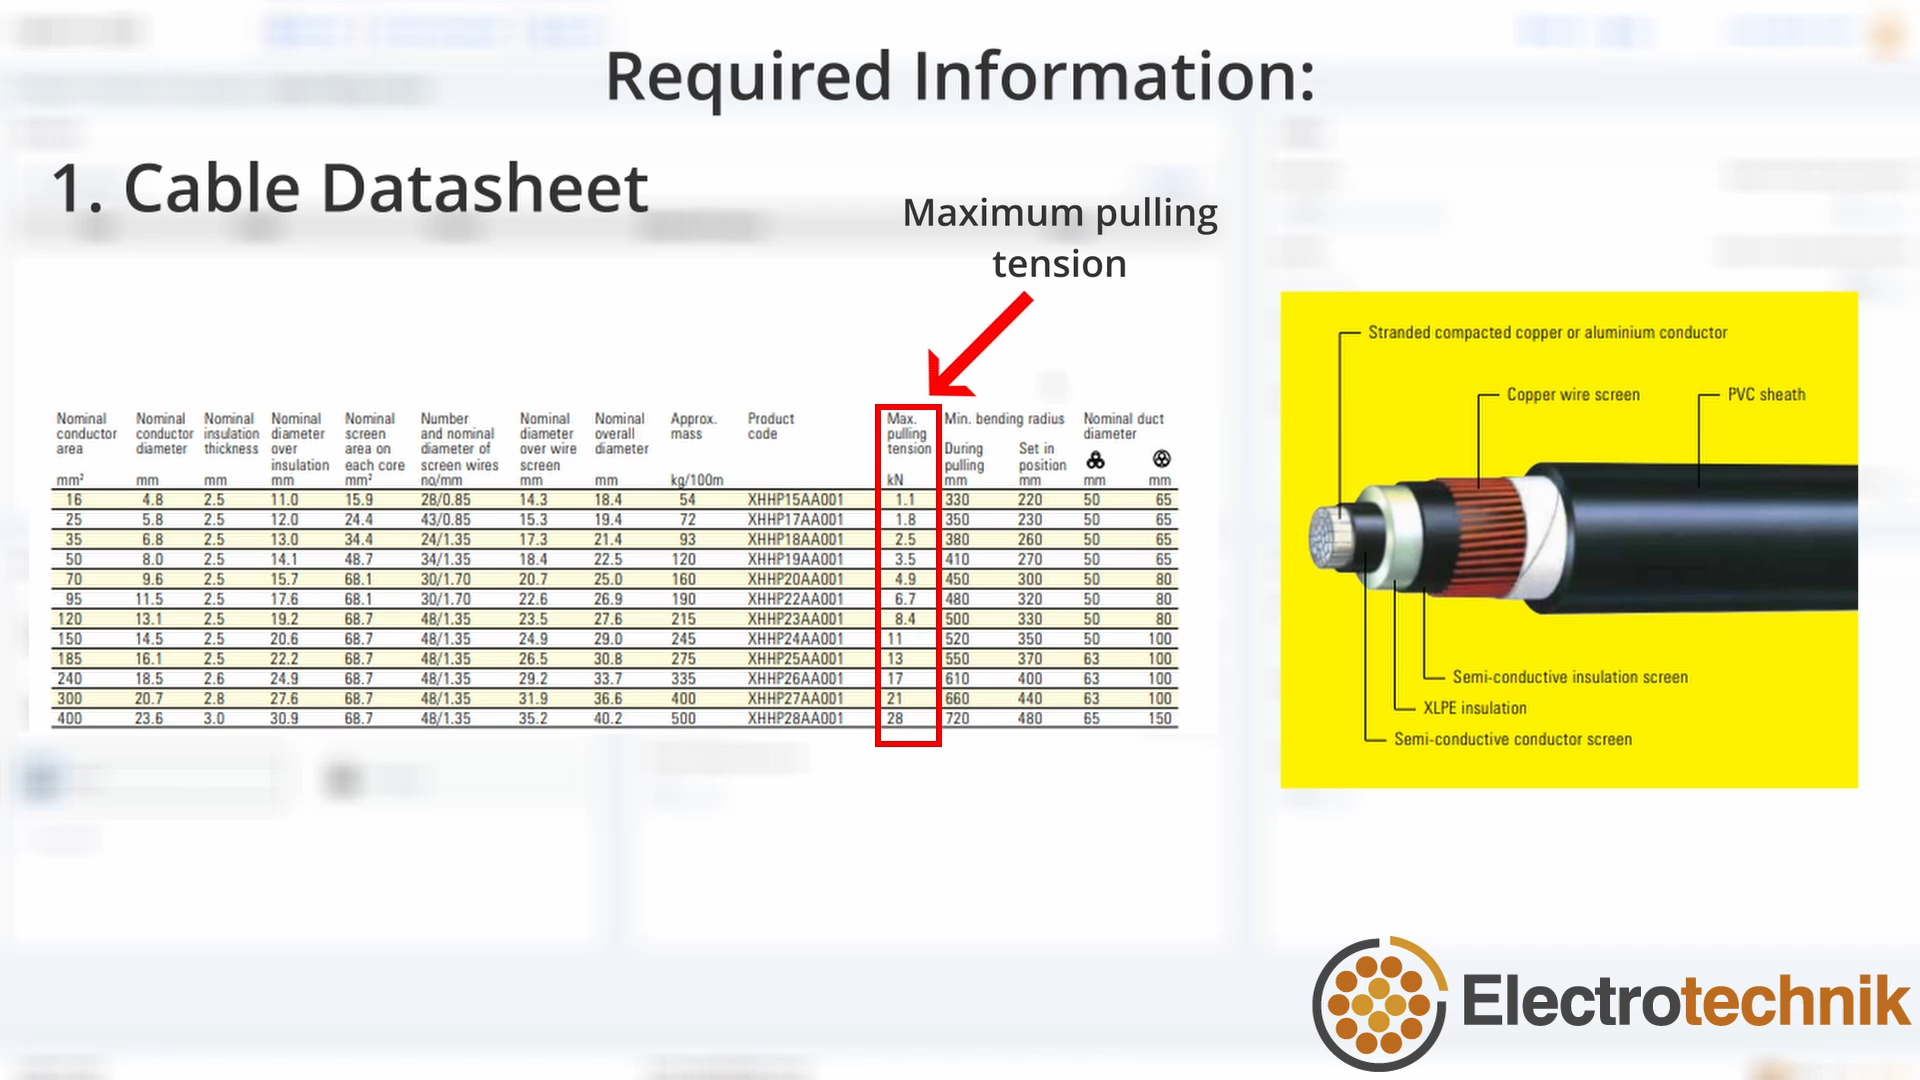 Required Information:
1. Cable Datasheet
Maximum pulling
tension
Nominal conductor area mm² Nominal conductor diameter mm Nominal insulation thickness mm Nominal diameter over insulation mm Nominal screen area on each core mm² Number and nominal diameter of screen wires no/mm Nominal diameter over wire screen mm Nominal overall diameter mm Approx. mass kg/100m Product code Max. pulling tension kN Min. bending radius During pulling mm Set in position mm Nominal duct diameter mm mm
16 4.8 2.5 11.0 15.9 28/0.85 14.3 18.4 54 XHHP15AA001 1.1 330 220 50 65
25 5.8 2.5 12.0 24.4 43/0.85 15.3 19.4 72 XHHP17AA001 1.8 350 230 50 65
35 6.8 2.5 13.0 34.4 24/1.35 17.3 21.4 93 XHHP18AA001 2.5 380 260 50 65
50 8.0 2.5 14.1 48.7 34/1.35 18.4 22.5 120 XHHP19AA001 3.5 410 270 50 65
70 9.6 2.5 15.7 68.1 30/1.70 20.7 25.0 160 XHHP20AA001 4.9 450 300 50 80
95 11.5 2.5 17.6 68.1 30/1.70 22.6 26.9 190 XHHP22AA001 6.7 480 320 50 80
120 13.1 2.5 19.2 68.7 48/1.35 23.5 27.6 215 XHHP23AA001 8.4 500 330 50 80
150 14.5 2.5 20.6 68.7 48/1.35 24.9 29.0 245 XHHP24AA001 11 520 350 50 100
185 16.1 2.5 22.2 68.7 48/1.35 26.5 30.8 275 XHHP25AA001 13 550 370 63 100
240 18.5 2.6 24.9 68.7 48/1.35 29.2 33.7 335 XHHP26AA001 17 610 400 63 100
300 20.7 2.8 27.6 68.7 48/1.35 31.9 36.6 400 XHHP27AA001 21 660 440 63 100
400 23.6 3.0 30.9 68.7 48/1.35 35.2 40.2 500 XHHP28AA001 28 720 480 65 150
Stranded compacted copper or aluminium conductor
Copper wire screen
PVC sheath
Semi-conductive insulation screen
XLPE insulation
Semi-conductive conductor screen
Electrotechnik